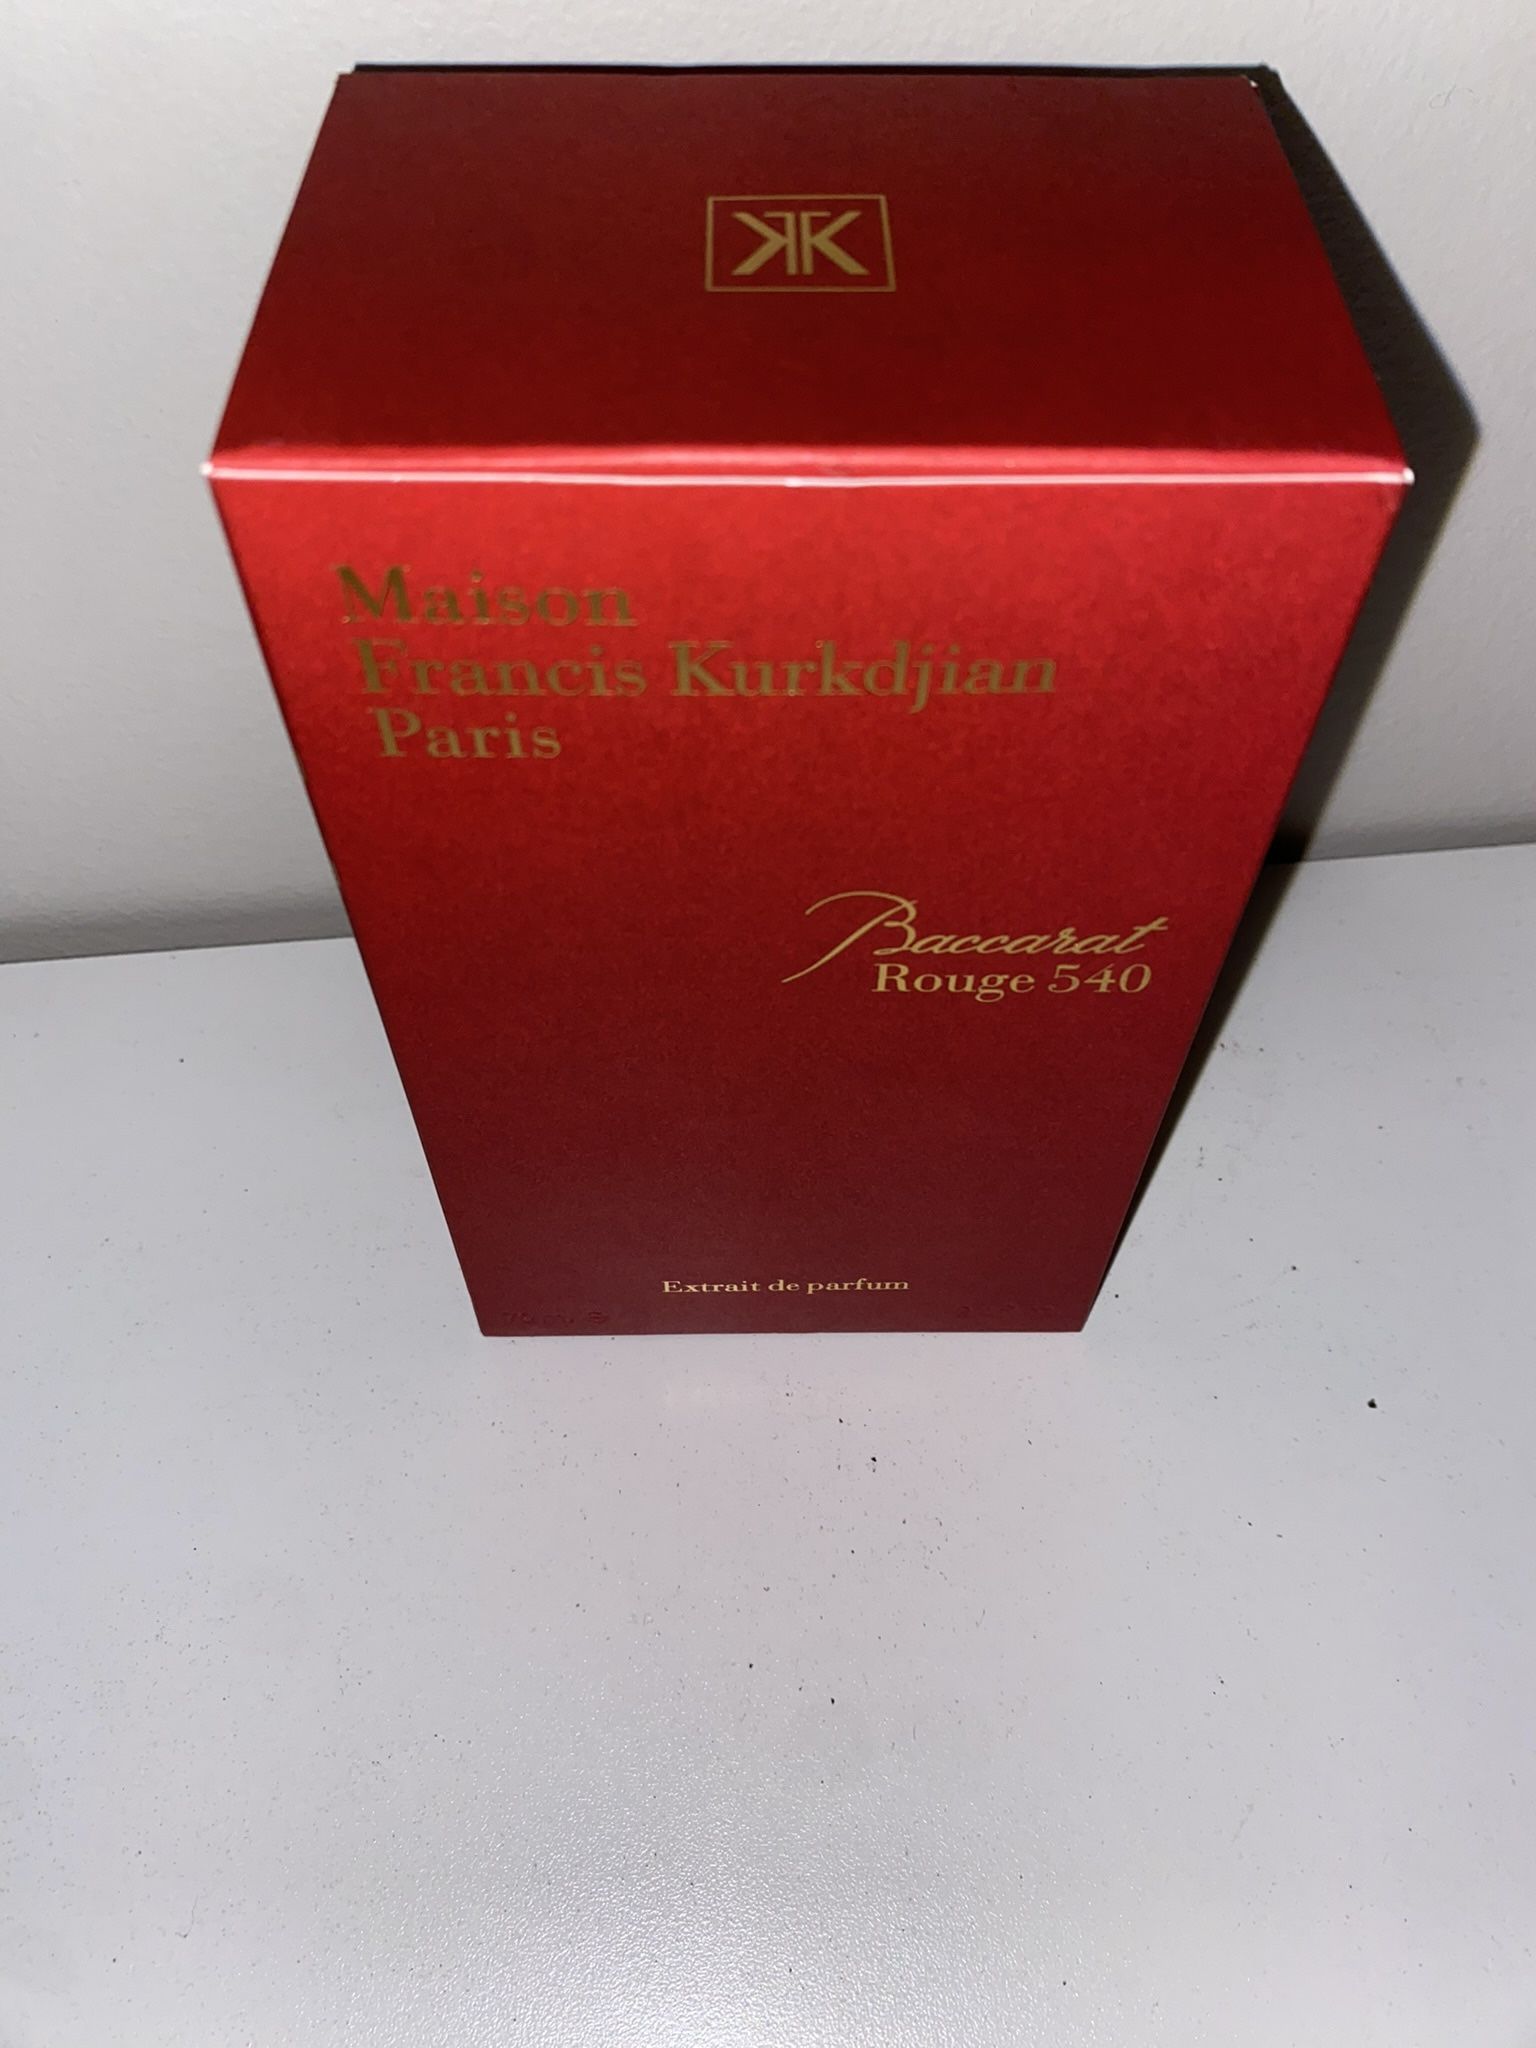 Maison
Francis Kurkdjian
Paris
Baccarat
Rouge 540
Extrait de parfum